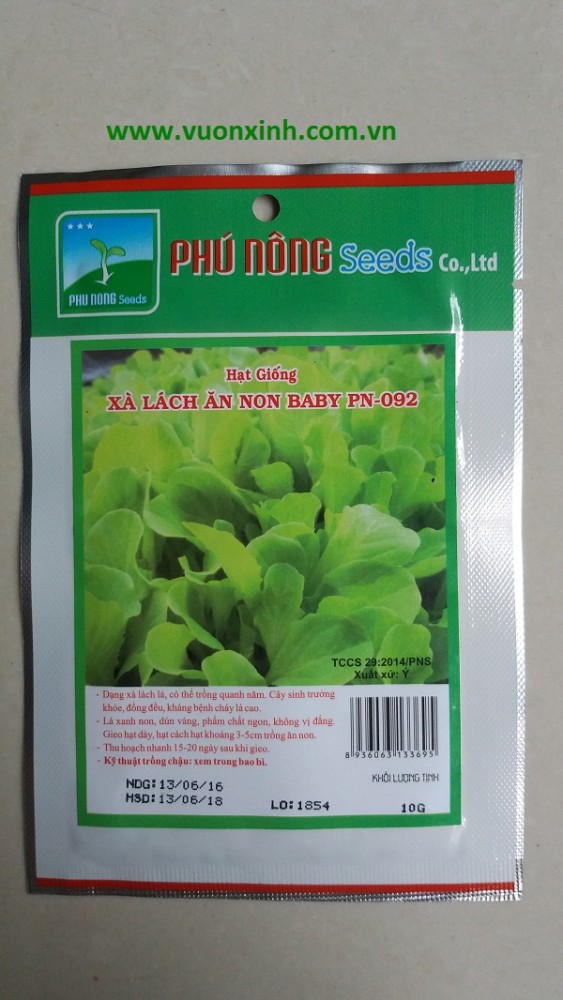 www.vuonxinh.com.vn
PHÚ NÔNG Seeds Co.,Ltd
PHU NONG Seeds
Hạt Giống
XÀ LÁCH ĂN NON BABY PN-092
TCCS 29:2014/PNS
Xuất xứ: Ý
- Dạng xà lách lá, có thể trồng quanh năm. Cây sinh trưởng
khỏe, đồng đều, kháng bệnh cháy lá cao.
- Lá xanh non, dún vảng, phẩm chất ngon, không vị đắng.
Gieo hạt dày, hạt cách hạt khoảng 3-5cm trồng ăn non.
- Thu hoạch nhanh 15-20 ngày sau khi gieo.
- Kỹ thuật trồng chậu: xem trong bao bì.
8 936063 133695
KHỐI LƯỢNG TỊNH
NDG: 13/06/16
HSD: 13/06/18
LO: 1854
10G